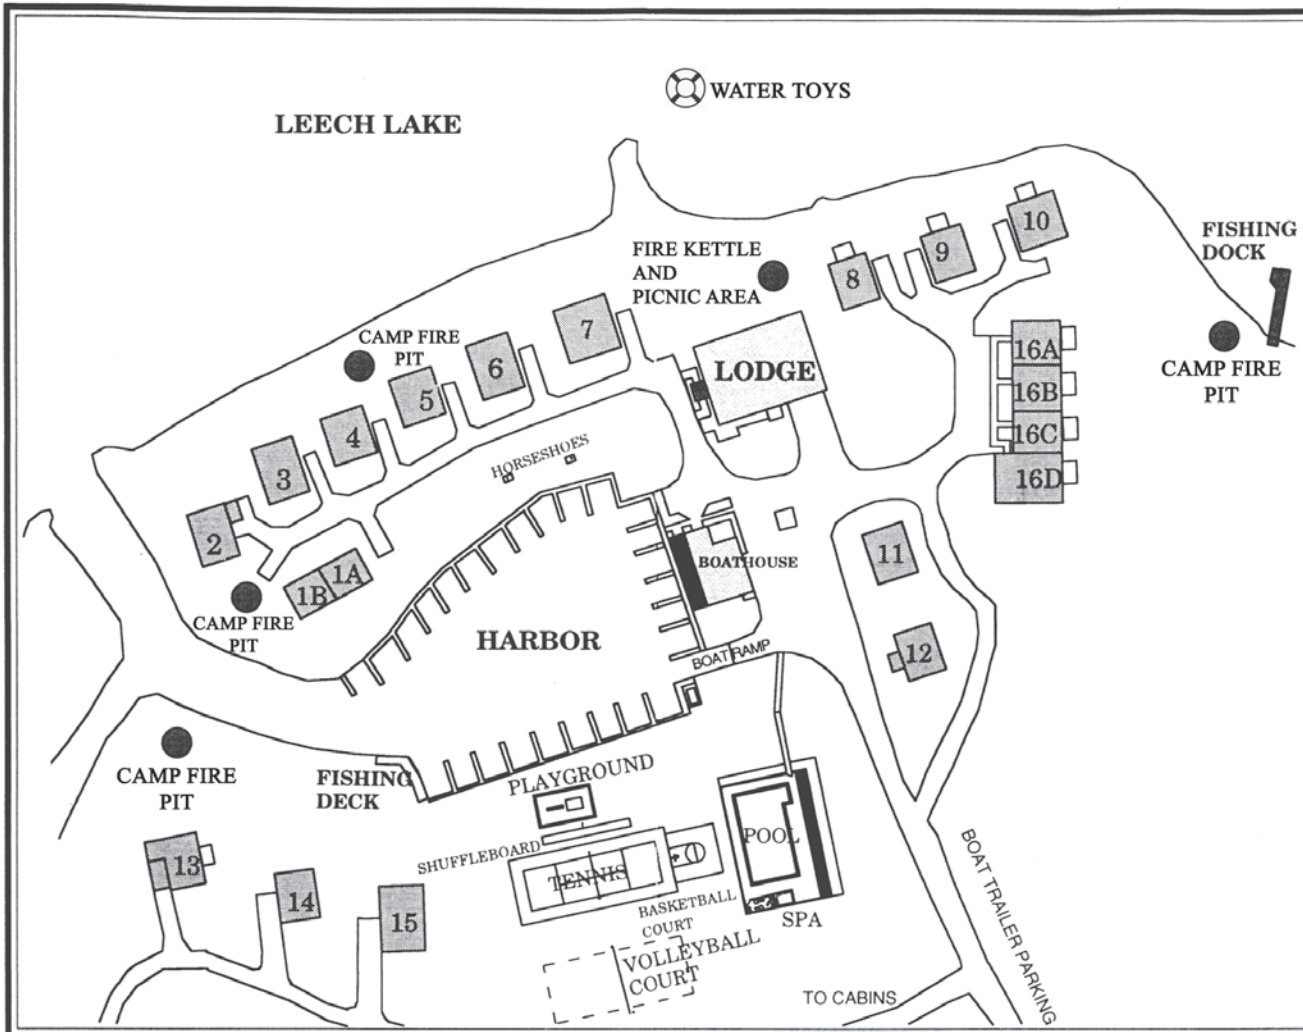 WATER TOYS
LEECH LAKE
10
FISHING
DOCK
9
FIRE KETTLE
AND
PICNIC AREA
8
7
CAMP FIRE
PIT
6
16A
CAMP FIRE
PIT
LODGE
5
16B
4
16C
HORSESHOES
3
16D
2
11
BOATHOUSE
1A
1B
CAMP FIRE
PIT
HARBOR
BOAT RAMP
12
CAMP FIRE
PIT
FISHING
DECK
PLAYGROUND
POOL
SHUFFLEBOARD
13
TENNIS
BOAT TRAILER PARKING
14
15
BASKETBALL
COURT
SPA
VOLLEYBALL
COURT
TO CABINS